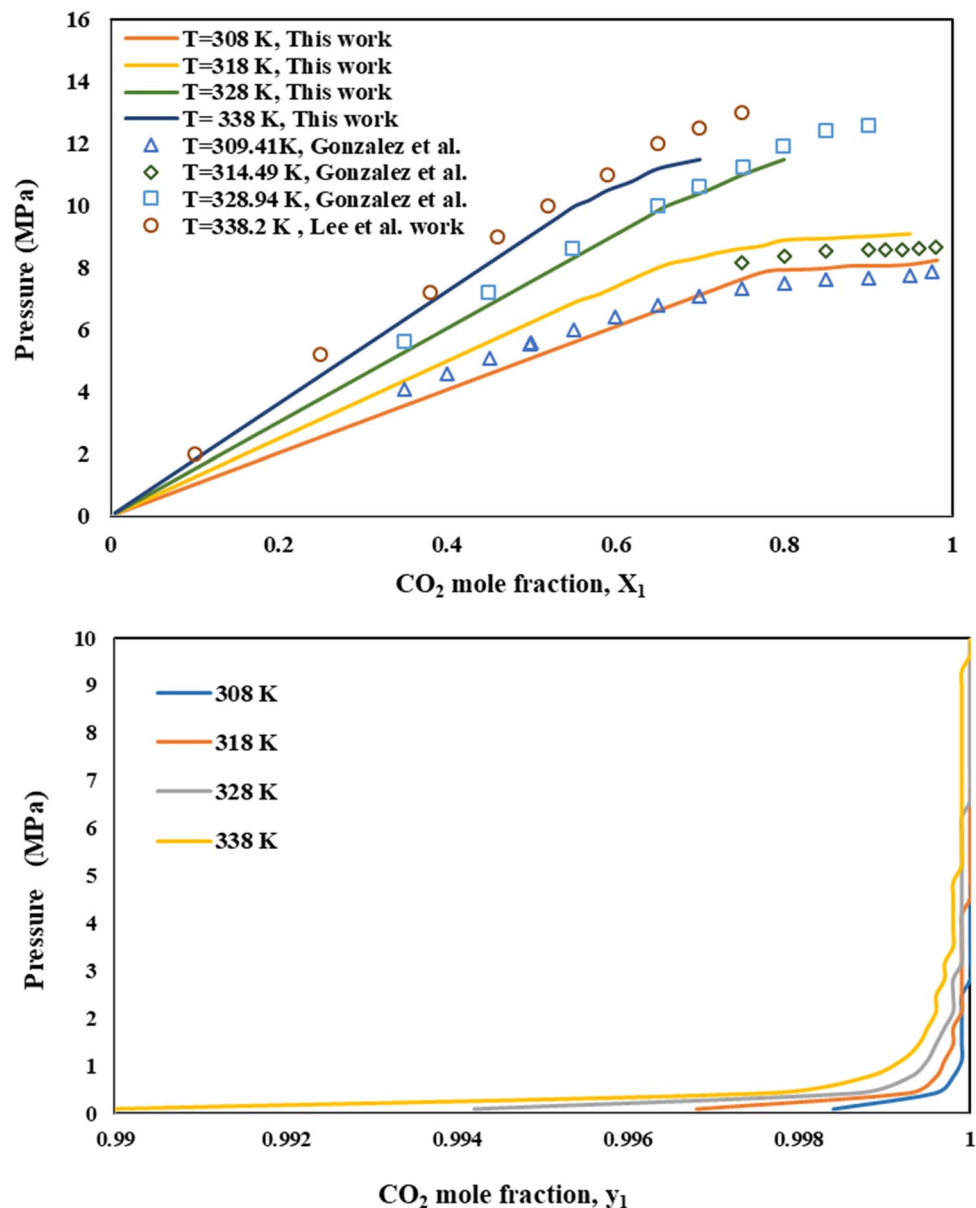 16
14
12
10
8
6
4
2
0
Pressure (MPa)
T=308 K, This work
T=318 K, This work
T=328 K, This work
T= 338 K, This work
T=309.41K, Gonzalez et al.
T=314.49 K, Gonzalez et al.
T=328.94 K, Gonzalez et al.
T=338.2 K , Lee et al. work
0 0.2 0.4 0.6 0.8 1
CO₂ mole fraction, X₁
10
9
8
7
6
5
4
3
2
1
0
Pressure (MPa)
308 K
318 K
328 K
338 K
0.99 0.992 0.994 0.996 0.998 1
CO₂ mole fraction, y₁